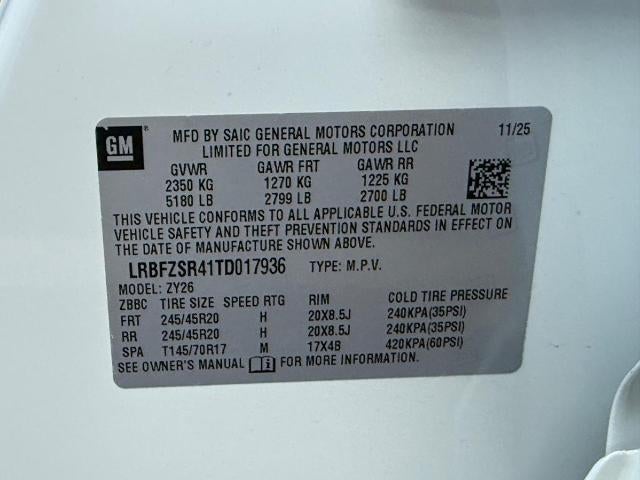 GM ®
MFD BY SAIC GENERAL MOTORS CORPORATION 11/25
LIMITED FOR GENERAL MOTORS LLC
GVWR GAWR FRT GAWR RR
2350 KG 1270 KG 1225 KG
5180 LB 2799 LB 2700 LB
THIS VEHICLE CONFORMS TO ALL APPLICABLE U.S. FEDERAL MOTOR
VEHICLE SAFETY AND THEFT PREVENTION STANDARDS IN EFFECT ON
THE DATE OF MANUFACTURE SHOWN ABOVE.
LRBFZSR41TD017936 TYPE: M.P.V.
MODEL: ZY26
ZBBC TIRE SIZE SPEED RTG RIM COLD TIRE PRESSURE
FRT 245/45R20 H 20X8.5J 240KPA(35PSI)
RR 245/45R20 H 20X8.5J 240KPA(35PSI)
SPA T145/70R17 M 17X4B 420KPA(60PSI)
SEE OWNER'S MANUAL FOR MORE INFORMATION.